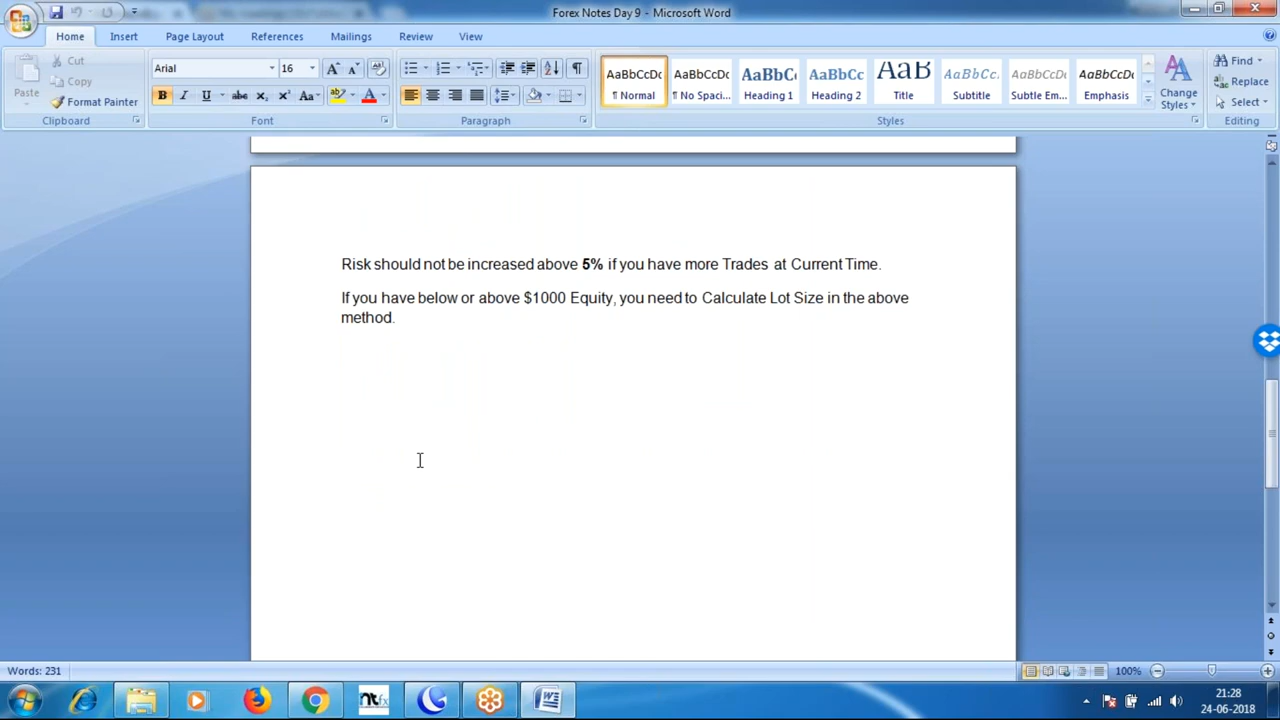 Forex Notes Day 9 - Microsoft Word
Home Insert Page Layout References Mailings Review View
Paste Cut Copy Format Painter
Arial 16
AaBbCcDc AaBbCcDc AaBbC AaBbCc AaB AaBbCc. AaBbCcDc AaBbCcDc
¶ Normal ¶ No Spaci... Heading 1 Heading 2 Title Subtitle Subtle Em... Emphasis
Change Styles
Find Replace Select
Clipboard Font Paragraph Styles Editing
Risk should not be increased above 5% if you have more Trades at Current Time.
If you have below or above $1000 Equity, you need to Calculate Lot Size in the above
method.
Words: 231 100%
ntfx
21:28
24-06-2018